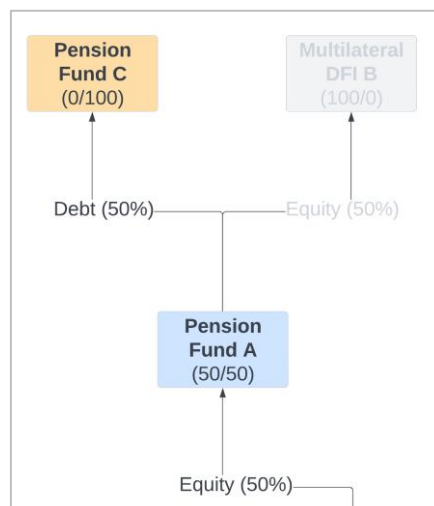 Pension
Fund C
(0/100)
Multilateral
DFI B
(100/0)
Debt (50%)
Equity (50%)
Pension
Fund A
(50/50)
Equity (50%)